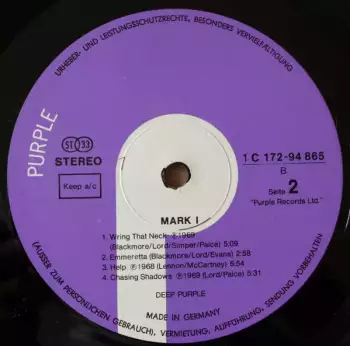 URHEBER- UND LEISTUNGSSCHUTZRECHTE, BESONDERS VERVIELFÄLTIGUNG
PURPLE
ST 33
STEREO
Keep a/c
1 C 172-94 865
B
Seite 2
"Purple Records Ltd."
MARK I
1. Wring That Neck ℗1969
(Blackmore/Lord/Simper/Paice) 5:09
2. Emmeretta (Blackmore/Lord/Evans) 2:58
3. Help ℗1968 (Lennon/McCartney) 5:54
4. Chasing Shadows ℗1969 (Lord/Paice) 5:31
DEEP PURPLE
MADE IN GERMANY
(AUSSER ZUM PERSÖNLICHEN GEBRAUCH), VERMIETUNG, AUFFÜHRUNG, SENDUNG VORBEHALTEN